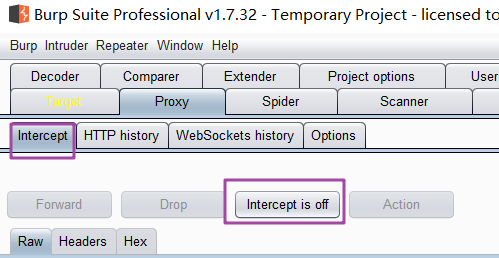 Burp Suite Professional v1.7.32 - Temporary Project - licensed to
Burp Intruder Repeater Window Help
Decoder Comparer Extender Project options User
Target Proxy Spider Scanner
Intercept HTTP history WebSockets history Options
Forward Drop Intercept is off Action
Raw Headers Hex